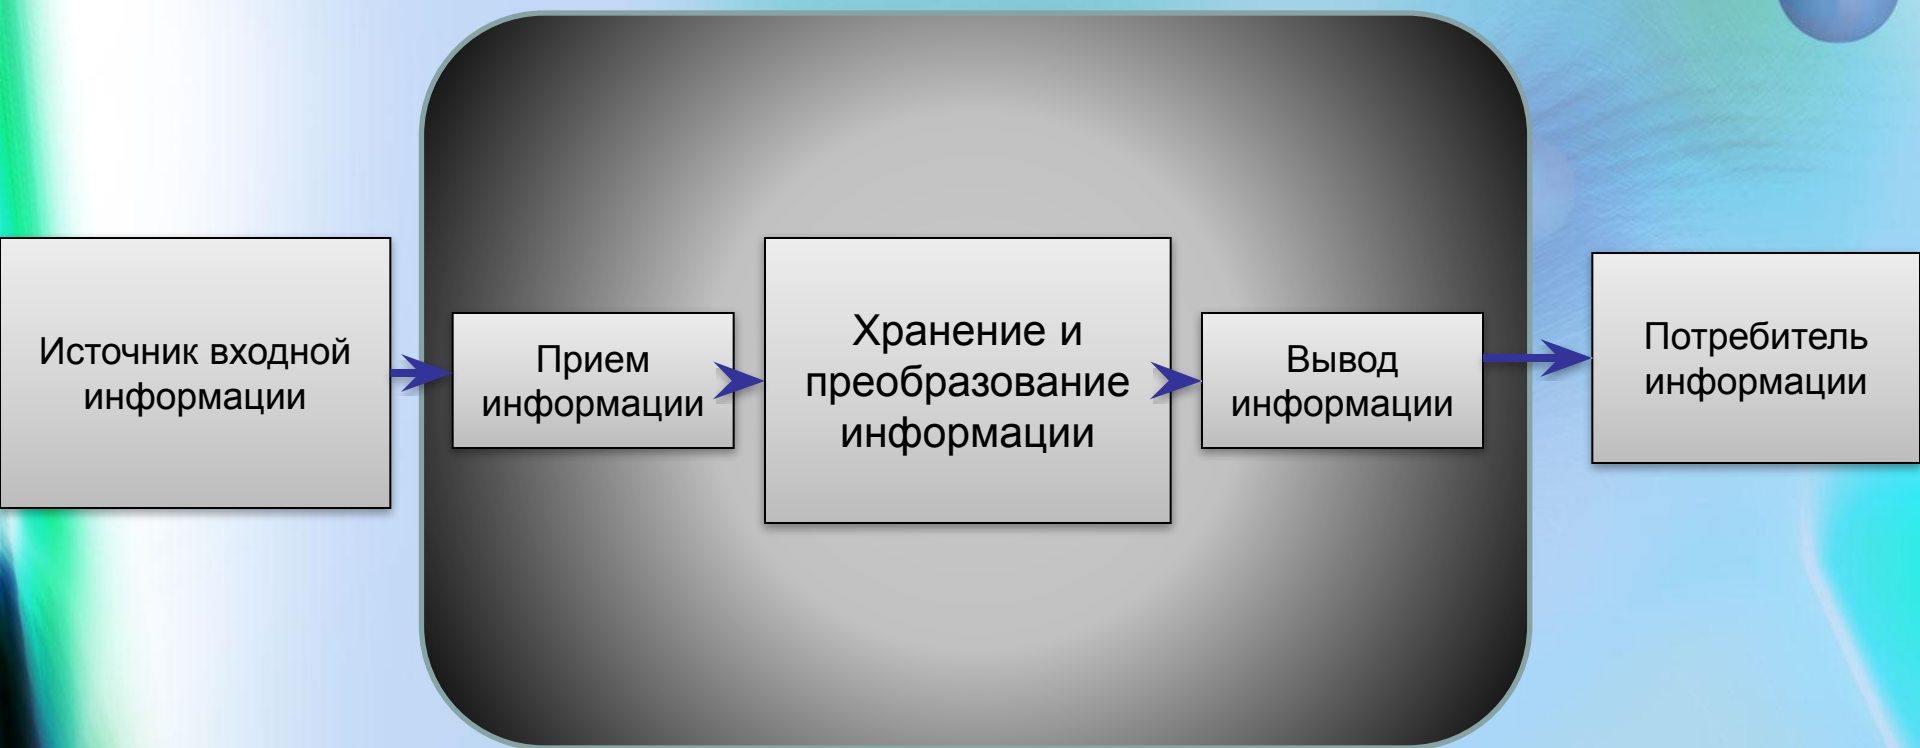 Источник входной
информации
Прием
информации
Хранение и
преобразование
информации
Вывод
информации
Потребитель
информации